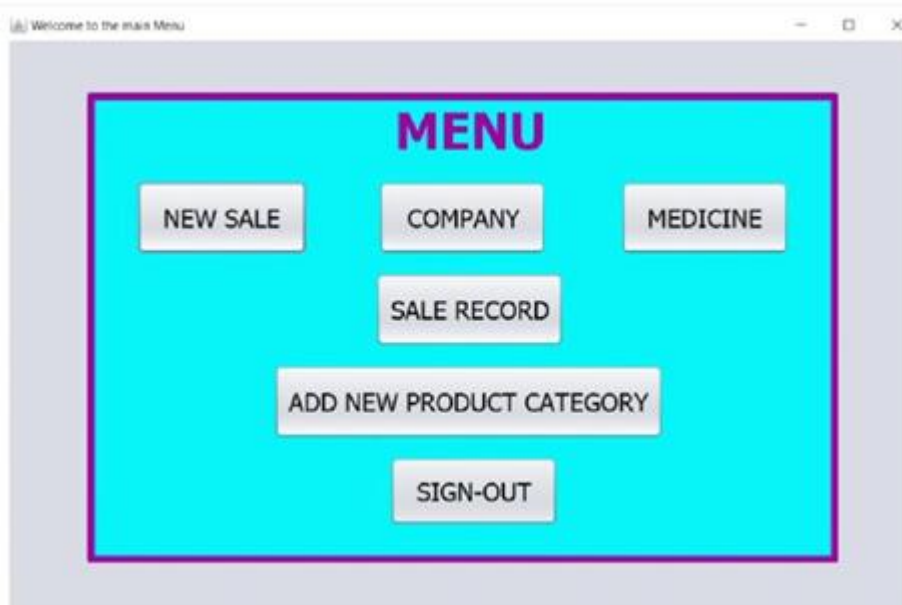 Welcome to the main Menu
MENU
NEW SALE COMPANY MEDICINE
SALE RECORD
ADD NEW PRODUCT CATEGORY
SIGN-OUT